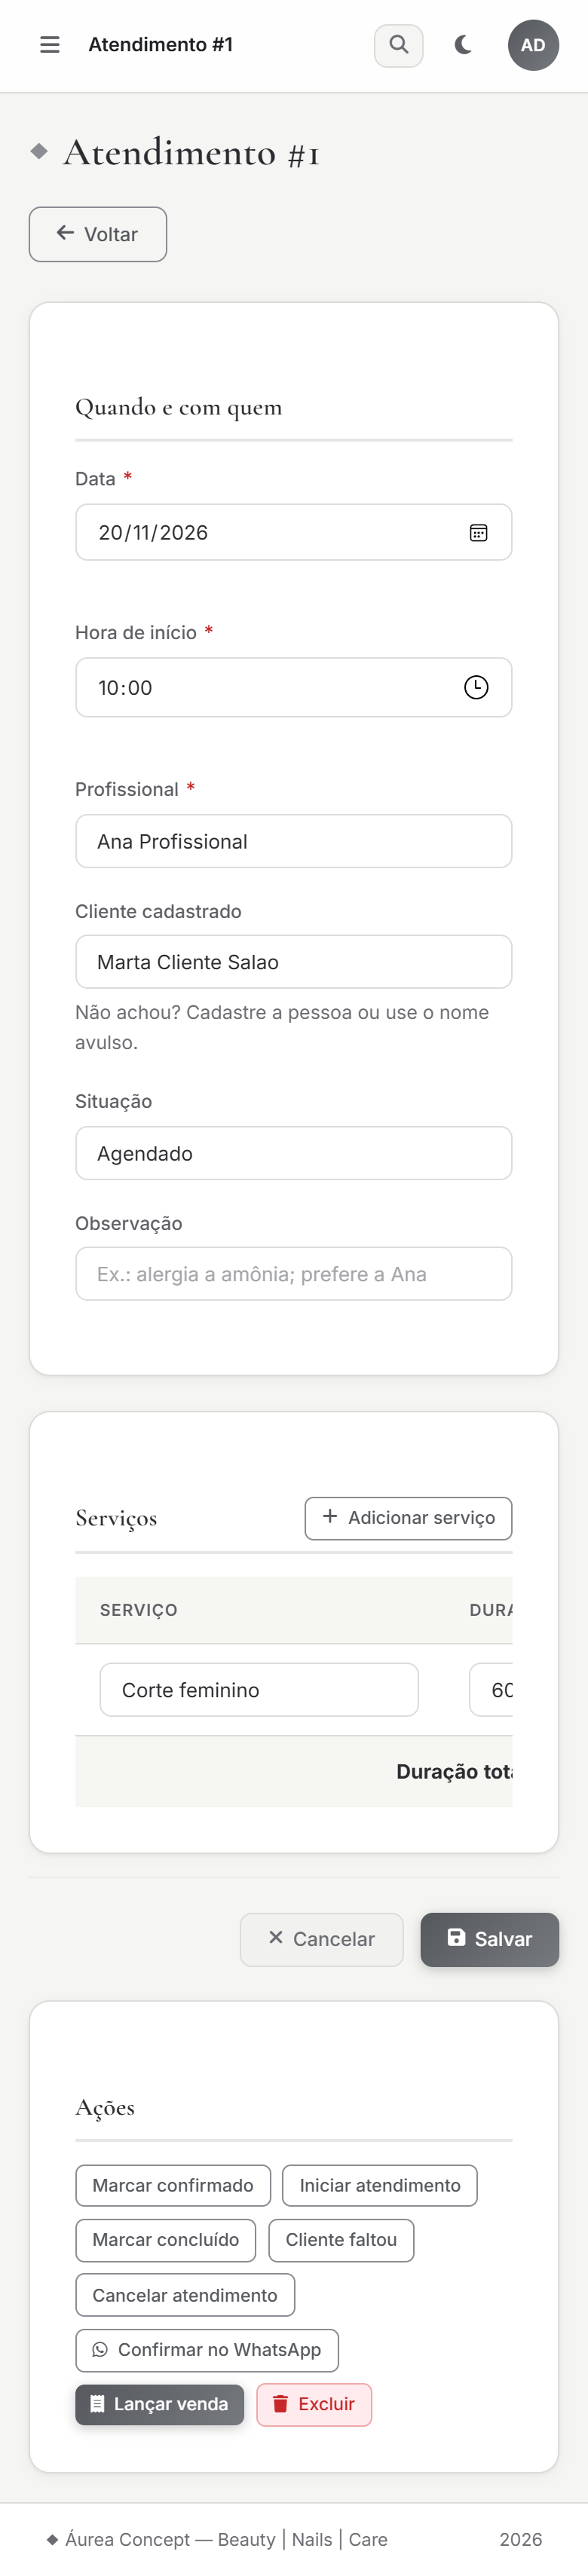 Atendimento #1
AD
Atendimento #1
Voltar
Quando e com quem
Data *
20/11/2026
Hora de início *
10:00
Profissional *
Ana Profissional
Cliente cadastrado
Marta Cliente Salao
Não achou? Cadastre a pessoa ou use o nome
avulso.
Situação
Agendado
Observação
Ex.: alergia a amônia; prefere a Ana
Serviços
Adicionar serviço
SERVIÇO
Corte feminino
60
Duração
Cancelar
Salvar
Ações
Marcar confirmado
Iniciar atendimento
Marcar concluído
Cliente faltou
Cancelar atendimento
Confirmar no WhatsApp
Lançar venda
Excluir
Áurea Concept — Beauty | Nails | Care
2026